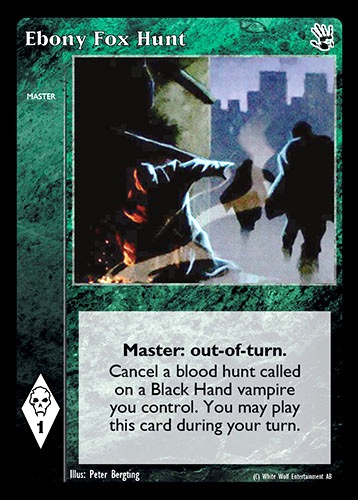 Ebony Fox Hunt
MASTER
Master: out-of-turn.
Cancel a blood hunt called
on a Black Hand vampire
you control. You may play
this card during your turn.
1
Illus: Peter Bergting
(C) White Wolf Entertainment AB